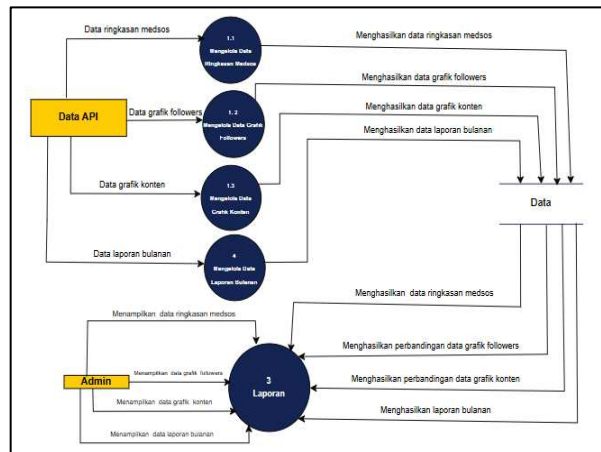 Data ringkasan medsos
1.1
Mengelola Data
Ringkasan Medsos
Menghasilkan data ringkasan medsos
Menghasilkan data grafik followers
Data API
Data grafik followers
1. 2
Mengelola Data Grafik
Followers
Menghasilkan data grafik konten
Menghasilkan data laporan bulanan
Data grafik konten
1.3
Mengelola Data
Grafik Konten
Data
Data laporan bulanan
4
Mengelola Data
Laporan Bulanan
Menghasilkan data ringkasan medsos
Menampilkan data ringkasan medsos
Menghasilkan perbandingan data grafik followers
Admin
Menampilkan data grafik followers
3
Laporan
Menghasilkan perbandingan data grafik konten
Menampilkan data grafik konten
Menghasilkan laporan bulanan
Menampilkan data laporan bulanan